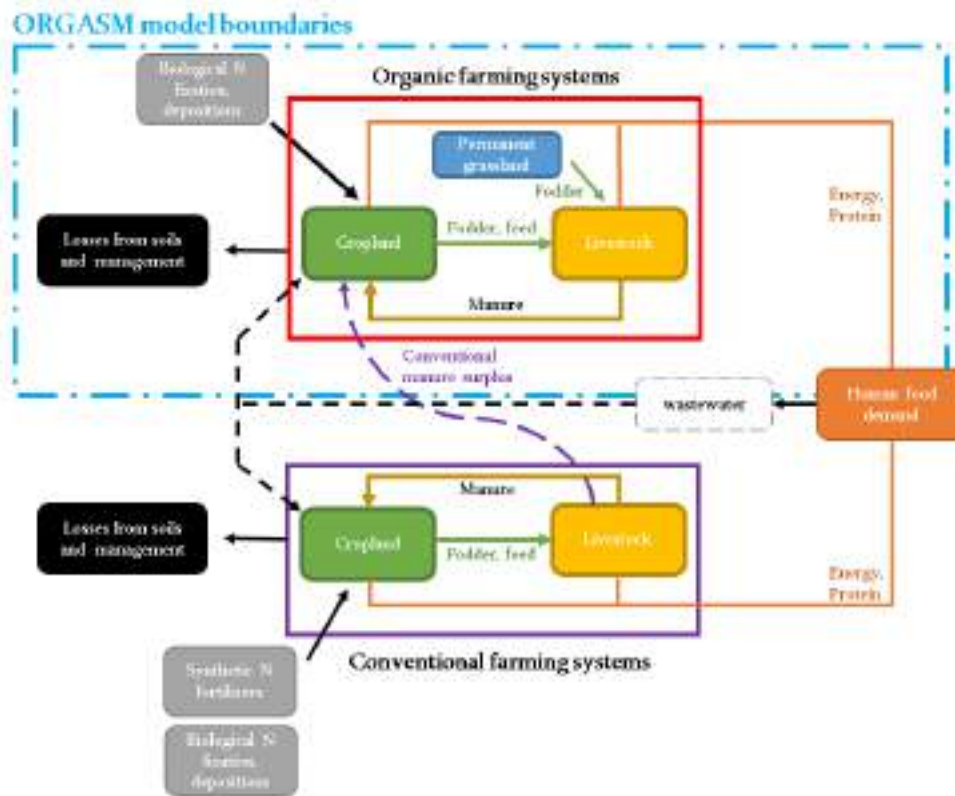 ORGASM model boundaries
Biological N
fixation,
depositions
Organic farming systems
Permanent
grassland
Fodder
Energy,
Protein
Losses from soils
and management
Cropland
Fodder, feed
Livestock
Manure
Conventional
manure surplus
wastewater
Human food
demand
Manure
Losses from soils
and management
Cropland
Fodder, feed
Livestock
Energy,
Protein
Conventional farming systems
Synthetic N
fertilizers
Biological N
fixation,
depositions